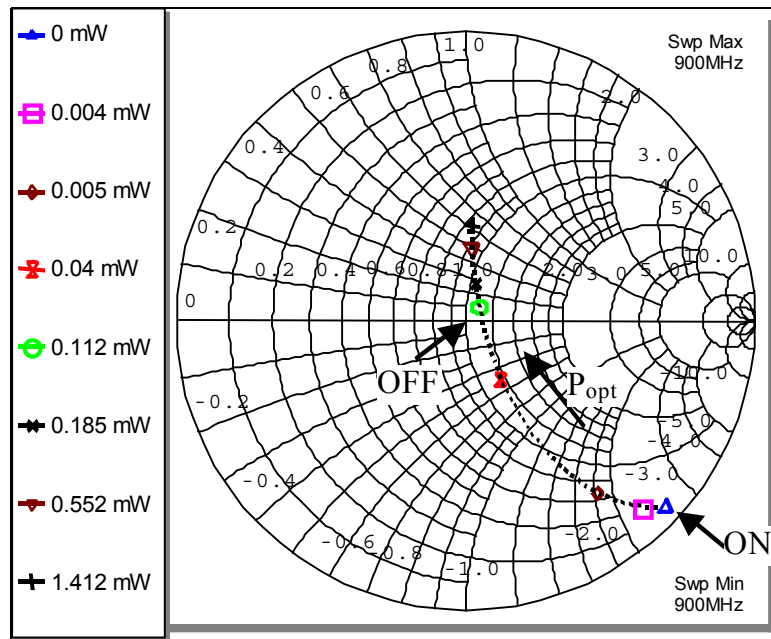 0 mW
0.004 mW
0.005 mW
0.04 mW
0.112 mW
0.185 mW
0.552 mW
1.412 mW
Swp Max
900MHz
1.0
0.8
0.6
2.0
0.4
3.0
4.0
5.0
0.2
10.0
0.2
0.4
0.6
0.8
1.0
2.0
3.0
5.0
0
OFF
Popt
-10.0
-0.2
-5.0
-4.0
-3.0
-0.4
-2.0
-0.6
-0.8
-1.0
ON
Swp Min
900MHz